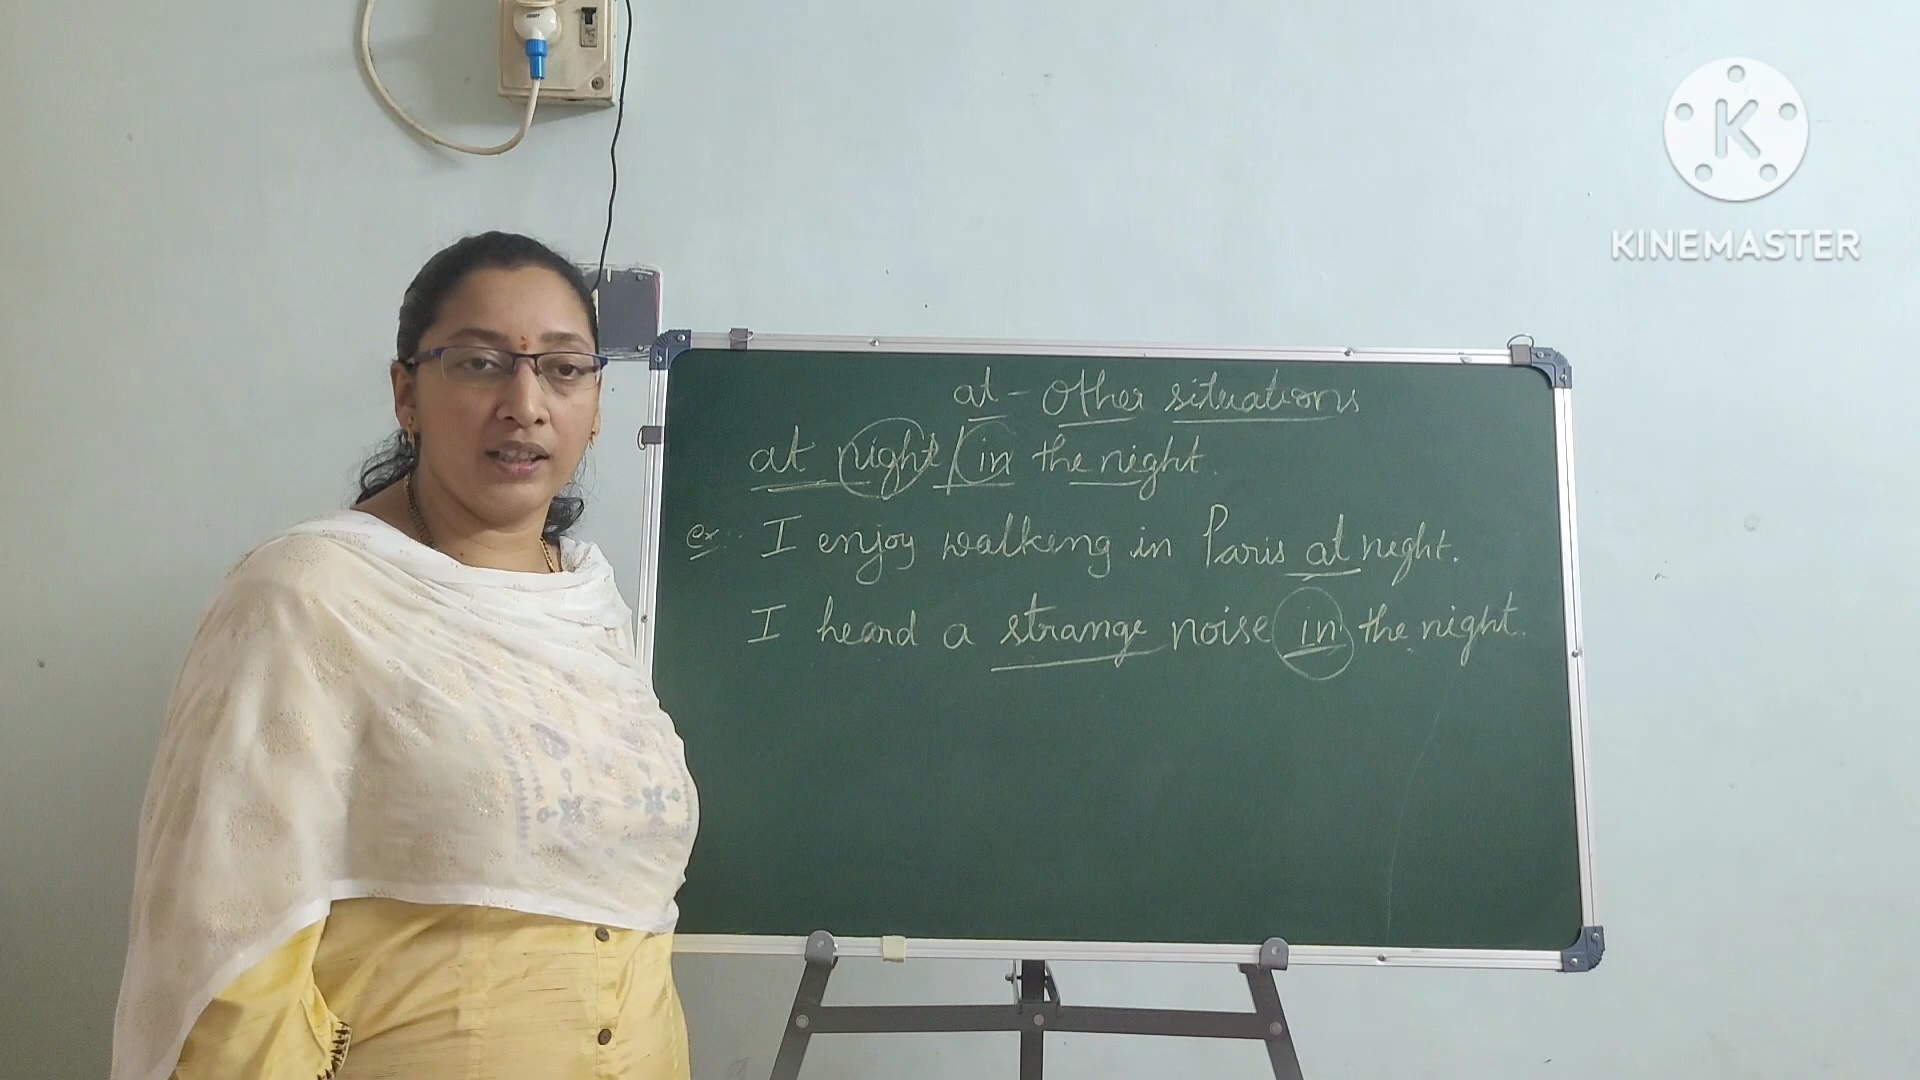 K
KINEMASTER
at - Other situations
at night / in the night.
ex: I enjoy walking in Paris at night.
I heard a strange noise in the night.